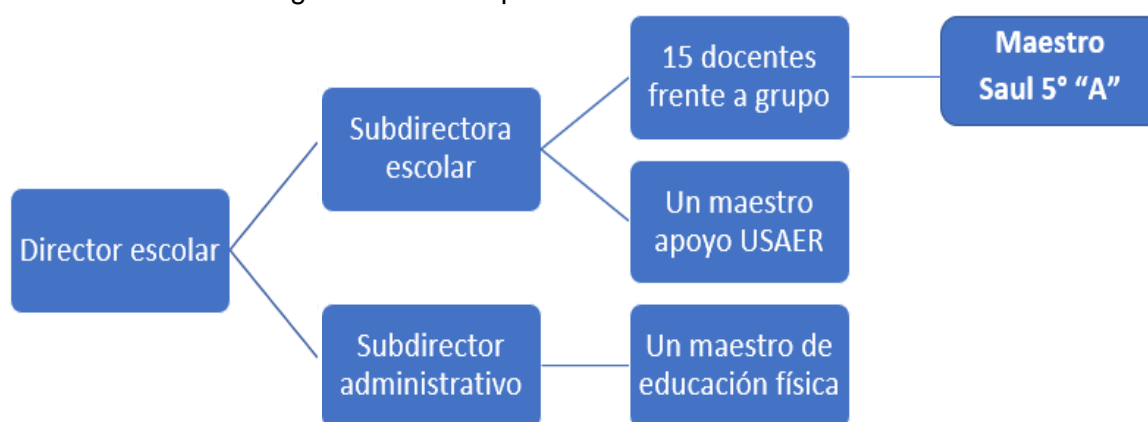 15 docentes
frente a grupo
Maestro
Saul 5° “A”
Subdirectora
escolar
Un maestro
apoyo USAER
Director escolar
Subdirector
administrativo
Un maestro de
educación física